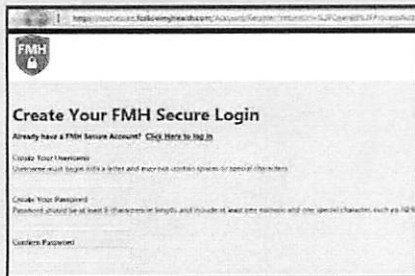 FMH
Create Your FMH Secure Login
Already have a FMH Secure Account? Click Here to log in
Create Your Username
Username must begin with a letter and may not contain spaces or special characters
Create Your Password
Password should be at least 8 characters in length, and include at least one numeric and one special character, such as
Confirm Password